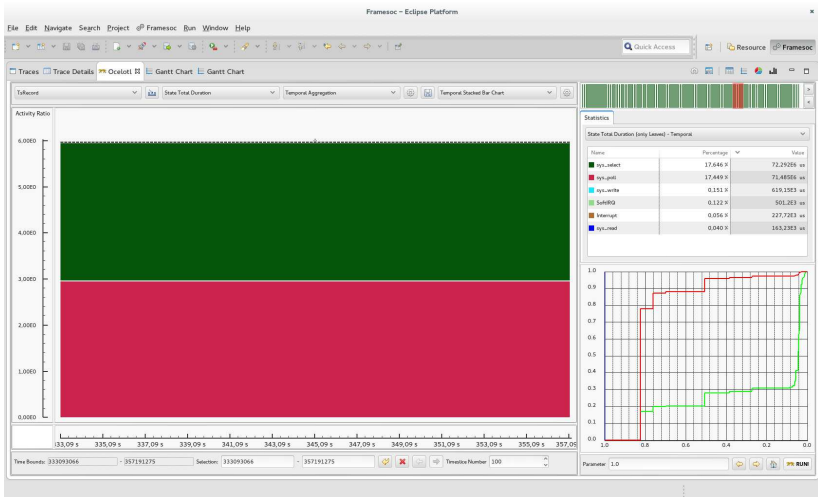 Framesoc – Eclipse Platform
File Edit Navigate Search Project Framesoc Run Window Help
Quick Access Resource Framesoc
Traces Trace Details Ocelotl Gantt Chart Gantt Chart
ToRecord State Total Duration Temporal Aggregation Temporal Stacked Bar Chart
Activity Ratio
6,00E0
5,00E0
4,00E0
3,00E0
2,00E0
1,00E0
0,00E0
333,09 s 335,09 s 337,09 s 339,09 s 341,09 s 343,09 s 345,09 s 347,09 s 349,09 s 351,09 s 353,09 s 355,09 s 357,09
Time Bounds: 333093066 - 357191275 Selection: 333093066 - 357191275 Timeslice Number 100
Statistics
State Total Duration (only Leaves) - Temporal
Name Percentage Value
sys_select 17,646 % 72,292E6 us
sys_poll 17,449 % 71,485E6 us
sys_write 0,151 % 619,15E3 us
SoftIRQ 0,122 % 501,2E3 us
Interrupt 0,056 % 227,72E3 us
sys_read 0,040 % 163,23E3 us
1.0
0.9
0.8
0.7
0.6
0.5
0.4
0.3
0.2
0.1
0.0
1.0 0.8 0.6 0.4 0.2 0.0
Parameter 1.0 RUN!